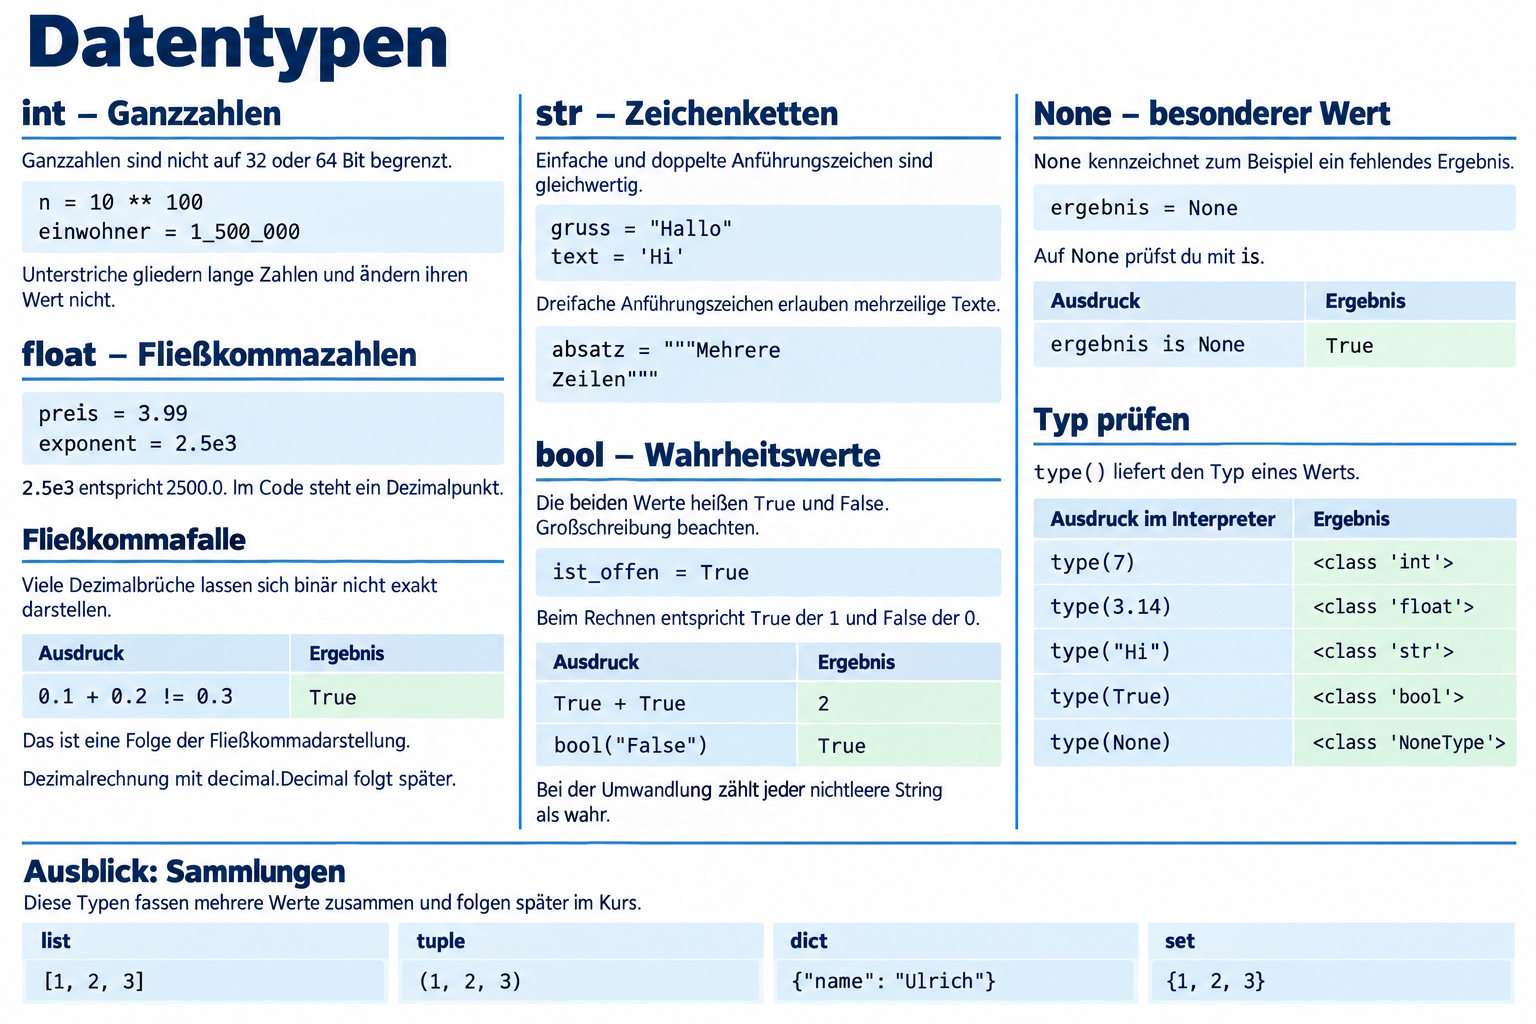 Datentypen
int – Ganzzahlen
Ganzzahlen sind nicht auf 32 oder 64 Bit begrenzt.
n = 10 ** 100
einwohner = 1_500_000
Unterstriche gliedern lange Zahlen und ändern ihren
Wert nicht.
float – Fließkommazahlen
preis = 3.99
exponent = 2.5e3
2.5e3 entspricht 2500.0. Im Code steht ein Dezimalpunkt.
Fließkommafalle
Viele Dezimalbrüche lassen sich binär nicht exakt
darstellen.
Ausdruck Ergebnis
0.1 + 0.2 != 0.3 True
Das ist eine Folge der Fließkommadarstellung.
Dezimalrechnung mit decimal.Decimal folgt später.
str – Zeichenketten
Einfache und doppelte Anführungszeichen sind
gleichwertig.
gruss = "Hallo"
text = 'Hi'
Dreifache Anführungszeichen erlauben mehrzeilige Texte.
absatz = """Mehrere
Zeilen"""
bool – Wahrheitswerte
Die beiden Werte heißen True und False.
Großschreibung beachten.
ist_offen = True
Beim Rechnen entspricht True der 1 und False der 0.
Ausdruck Ergebnis
True + True 2
bool("False") True
Bei der Umwandlung zählt jeder nichtleere String
als wahr.
None – besonderer Wert
None kennzeichnet zum Beispiel ein fehlendes Ergebnis.
ergebnis = None
Auf None prüfst du mit is.
Ausdruck Ergebnis
ergebnis is None True
Typ prüfen
type() liefert den Typ eines Werts.
Ausdruck im Interpreter Ergebnis
type(7) <class 'int'>
type(3.14) <class 'float'>
type("Hi") <class 'str'>
type(True) <class 'bool'>
type(None) <class 'NoneType'>
Ausblick: Sammlungen
Diese Typen fassen mehrere Werte zusammen und folgen später im Kurs.
list tuple dict set
[1, 2, 3] (1, 2, 3) {"name": "Ulrich"} {1, 2, 3}